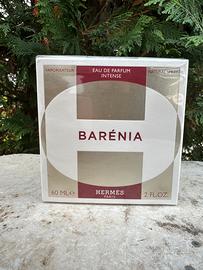 VAPORISATEUR
EAU DE PARFUM
INTENSE
NATURAL SPRAY
BARÉNIA
60 ML ℮
HERMÈS
PARIS
2 FL.OZ.